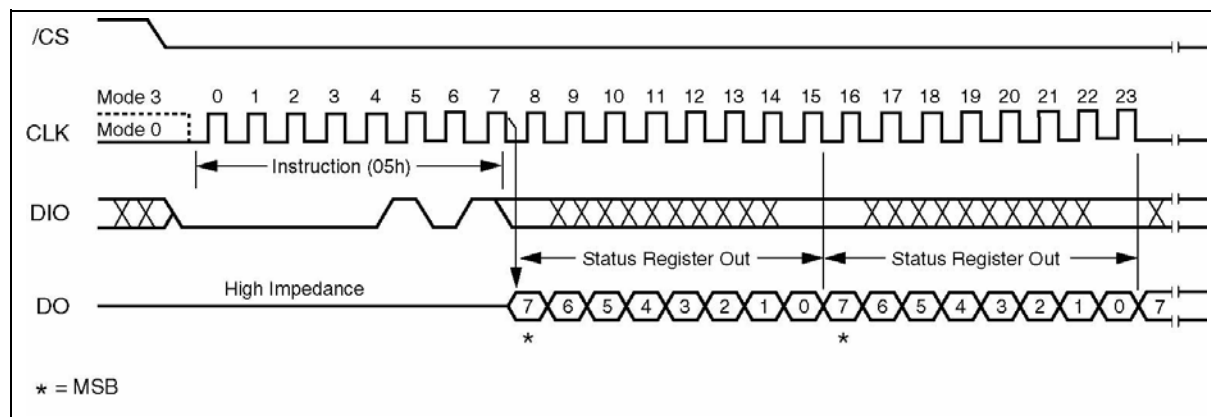 /CS
Mode 3 0 1 2 3 4 5 6 7 8 9 10 11 12 13 14 15 16 17 18 19 20 21 22 23
CLK Mode 0
Instruction (05h)
DIO
Status Register Out Status Register Out
High Impedance
DO 7 6 5 4 3 2 1 0 7 6 5 4 3 2 1 0 7
* *
* = MSB